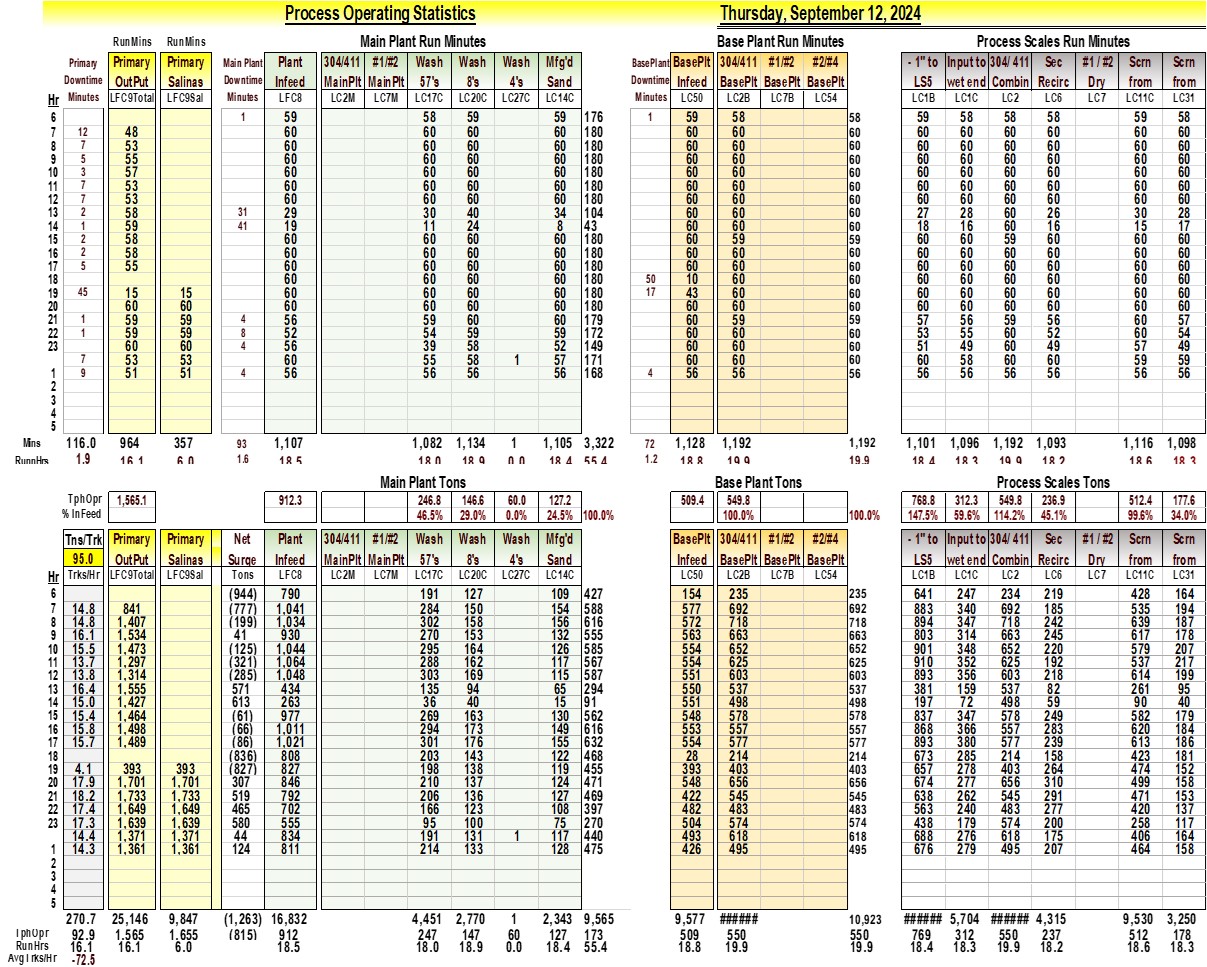 Process Operating Statistics Thursday, September 12, 2024
RunMins RunMins Main Plant Run Minutes Base Plant Run Minutes Process Scales Run Minutes
Primary Primary Primary Main Plant Plant 304/411 #1/#2 Wash Wash Wash Mfg'd BasePlant BasePlt 304/411 #1/#2 #2/#4 - 1" to Input to 304/ 411 Sec #1 / #2 Scrn Scrn
Downtime OutPut Salinas Downtime Infeed MainPlt MainPlt 57's 8's 4's Sand Downtime Infeed BasePlt BasePlt BasePlt LS5 wet end Combin Recirc Dry from from
Hr Minutes LFC9Total LFC9Sal Minutes LFC8 LC2M LC7M LC17C LC20C LC27C LC14C Minutes LC50 LC2B LC7B LC54 LC1B LC1C LC2 LC6 LC7 LC11C LC31
6 1 59 58 59 59 176 1 59 58 58 59 58 58 58 59 58
7 12 48 60 60 60 60 180 60 60 60 60 60 60 60 60 60
8 7 53 60 60 60 60 180 60 60 60 60 60 60 60 60 60
9 5 55 60 60 60 60 180 60 60 60 60 60 60 60 60 60
10 3 57 60 60 60 60 180 60 60 60 60 60 60 60 60 60
11 7 53 60 60 60 60 180 60 60 60 60 60 60 60 60 60
12 7 53 60 60 60 60 180 60 60 60 60 60 60 60 60 60
13 2 58 31 29 30 40 34 104 60 60 60 27 28 60 26 30 28
14 1 59 41 19 11 24 8 43 60 60 60 18 16 60 16 15 17
15 2 58 60 60 60 60 180 60 59 59 60 60 59 60 60 60
16 2 58 60 60 60 60 180 60 60 60 60 60 60 60 60 60
17 5 55 60 60 60 60 180 60 60 60 60 60 60 60 60 60
18 60 60 60 60 180 50 10 60 60 60 60 60 60 60 60
19 45 15 15 60 60 60 60 180 17 43 60 60 60 60 60 60 60 60
20 60 60 60 60 60 60 180 60 60 60 60 60 60 60 60 60
21 1 59 59 4 56 59 60 60 179 60 59 59 57 56 59 56 60 57
22 1 59 59 8 52 54 59 59 172 60 60 60 53 55 60 52 60 54
23 60 60 4 56 39 58 52 149 60 60 60 51 49 60 49 57 49
7 53 53 60 55 58 1 57 171 60 60 60 60 58 60 60 59 59
1 9 51 51 4 56 56 56 56 168 4 56 56 56 56 56 56 56 56 56
2
3
4
5
Mins 116.0 964 357 93 1,107 1,082 1,134 1 1,105 3,322 72 1,128 1,192 1,192 1,101 1,096 1,192 1,093 1,116 1,098
RunnHrs 1.9 16.1 6.0 1.6 18.5 18.0 18.9 0.0 18.4 55.4 1.2 18.8 19.9 19.9 18.4 18.3 19.9 18.2 18.6 18.3
Main Plant Tons Base Plant Tons Process Scales Tons
TphOpr 1,565.1 912.3 246.8 146.6 60.0 127.2 509.4 549.8 768.8 312.3 549.8 236.9 512.4 177.6
% InFeed 46.5% 29.0% 0.0% 24.5% 100.0% 100.0% 100.0% 147.5% 59.6% 114.2% 45.1% 99.6% 34.0%
Tns/Trk Primary Primary Net Plant 304/411 #1/#2 Wash Wash Wash Mfg'd BasePlt 304/411 #1/#2 #2/#4 - 1" to Input to 304/ 411 Sec #1 / #2 Scrn Scrn
95.0 OutPut Salinas Surge Infeed MainPlt MainPlt 57's 8's 4's Sand Infeed BasePlt BasePlt BasePlt LS5 wet end Combin Recirc Dry from from
Hr Trks/Hr LFC9Total LFC9Sal Tons LFC8 LC2M LC7M LC17C LC20C LC27C LC14C LC50 LC2B LC7B LC54 LC1B LC1C LC2 LC6 LC7 LC11C LC31
6 (944) 790 191 127 109 427 154 235 235 641 247 234 219 428 164
7 14.8 841 (777) 1,041 284 150 154 588 577 692 692 883 340 692 185 535 194
8 14.8 1,407 (199) 1,034 302 158 156 616 572 718 718 894 347 718 242 639 187
9 16.1 1,534 41 930 270 153 132 555 563 663 663 803 314 663 245 617 178
10 15.5 1,473 (125) 1,044 295 164 126 585 554 652 652 901 348 652 220 579 207
11 13.7 1,297 (321) 1,064 288 162 117 567 554 625 625 910 352 625 192 537 217
12 13.8 1,314 (285) 1,048 303 169 115 587 551 603 603 893 356 603 218 614 199
13 16.4 1,555 571 434 135 94 65 294 550 537 537 381 159 537 82 261 95
14 15.0 1,427 613 263 36 40 15 91 551 498 498 197 72 498 59 90 40
15 15.4 1,464 (61) 977 269 163 130 562 548 578 578 837 347 578 249 582 179
16 15.8 1,498 (66) 1,011 294 173 149 616 553 557 557 868 366 557 283 620 184
17 15.7 1,489 (86) 1,021 301 176 155 632 554 577 577 893 380 577 239 613 186
18 (836) 808 203 143 122 468 28 214 214 673 285 214 158 423 181
19 4.1 393 393 (827) 827 198 138 119 455 393 403 403 657 278 403 264 474 152
20 17.9 1,701 1,701 307 846 210 137 124 471 548 656 656 674 277 656 310 499 158
21 18.2 1,733 1,733 519 792 206 136 127 469 422 545 545 638 262 545 291 471 153
22 17.4 1,649 1,649 465 702 166 123 108 397 482 483 483 563 240 483 277 420 137
23 17.3 1,639 1,639 580 555 95 100 75 270 504 574 574 438 179 574 200 258 117
14.4 1,371 1,371 44 834 191 131 1 117 440 493 618 618 688 276 618 175 406 164
1 14.3 1,361 1,361 124 811 214 133 128 475 426 495 495 676 279 495 207 464 158
2
3
4
5
270.7 25,146 9,847 (1,263) 16,832 4,451 2,770 1 2,343 9,565 9,577 ###### 10,923 ###### 5,704 ###### 4,315 9,530 3,250
TphOpr 92.9 1,565 1,655 (815) 912 247 147 60 127 173 509 550 550 769 312 550 237 512 178
RunHrs 16.1 16.1 6.0 18.5 18.0 18.9 0.0 18.4 55.4 18.8 19.9 19.9 18.4 18.3 19.9 18.2 18.6 18.3
AvgTrks/Hr -72.5